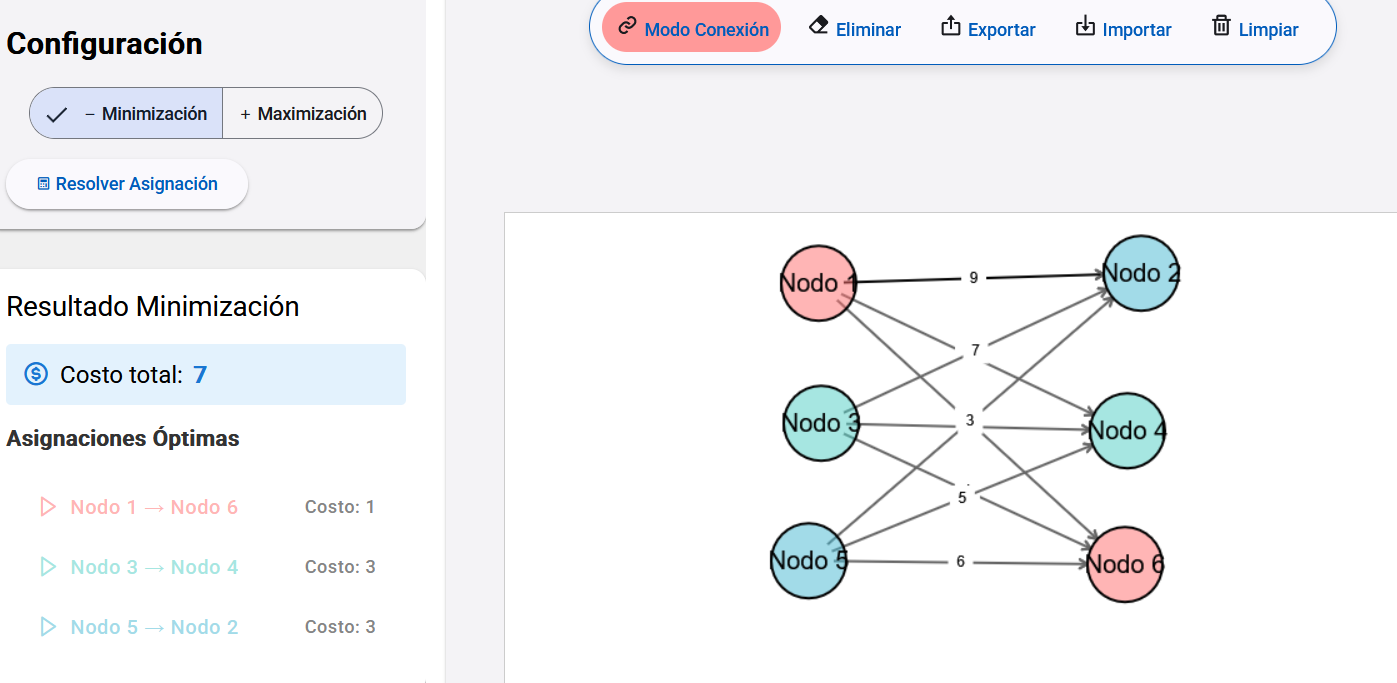 Configuración
– Minimización
+ Maximización
Resolver Asignación
Resultado Minimización
Costo total: 7
Asignaciones Óptimas
Nodo 1 → Nodo 6 Costo: 1
Nodo 3 → Nodo 4 Costo: 3
Nodo 5 → Nodo 2 Costo: 3
Modo Conexión
Eliminar
Exportar
Importar
Limpiar
Nodo 1
9
Nodo 2
7
Nodo 3
3
Nodo 4
5
Nodo 5
6
Nodo 6